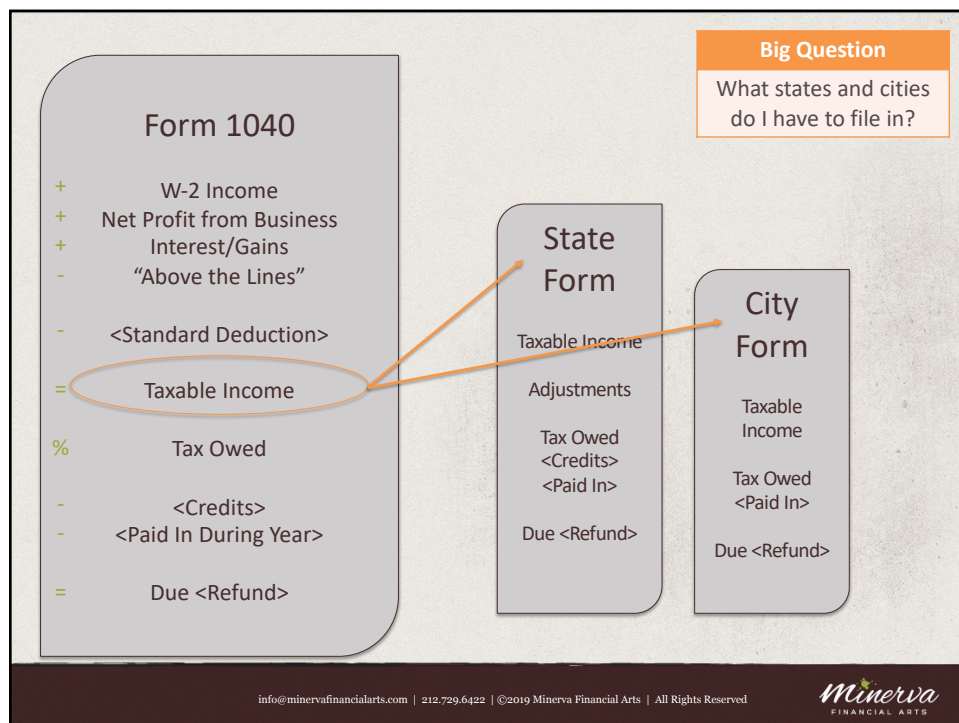 Big Question
What states and cities
do I have to file in?
Form 1040
+ W-2 Income
+ Net Profit from Business
+ Interest/Gains
- “Above the Lines”
- <Standard Deduction>
= Taxable Income
% Tax Owed
- <Credits>
- <Paid In During Year>
= Due <Refund>
State
Form
Taxable Income
Adjustments
Tax Owed
<Credits>
<Paid In>
Due <Refund>
City
Form
Taxable
Income
Tax Owed
<Paid In>
Due <Refund>
info@minervafinancialarts.com | 212.729.6422 | ©2019 Minerva Financial Arts | All Rights Reserved
Minerva
FINANCIAL ARTS